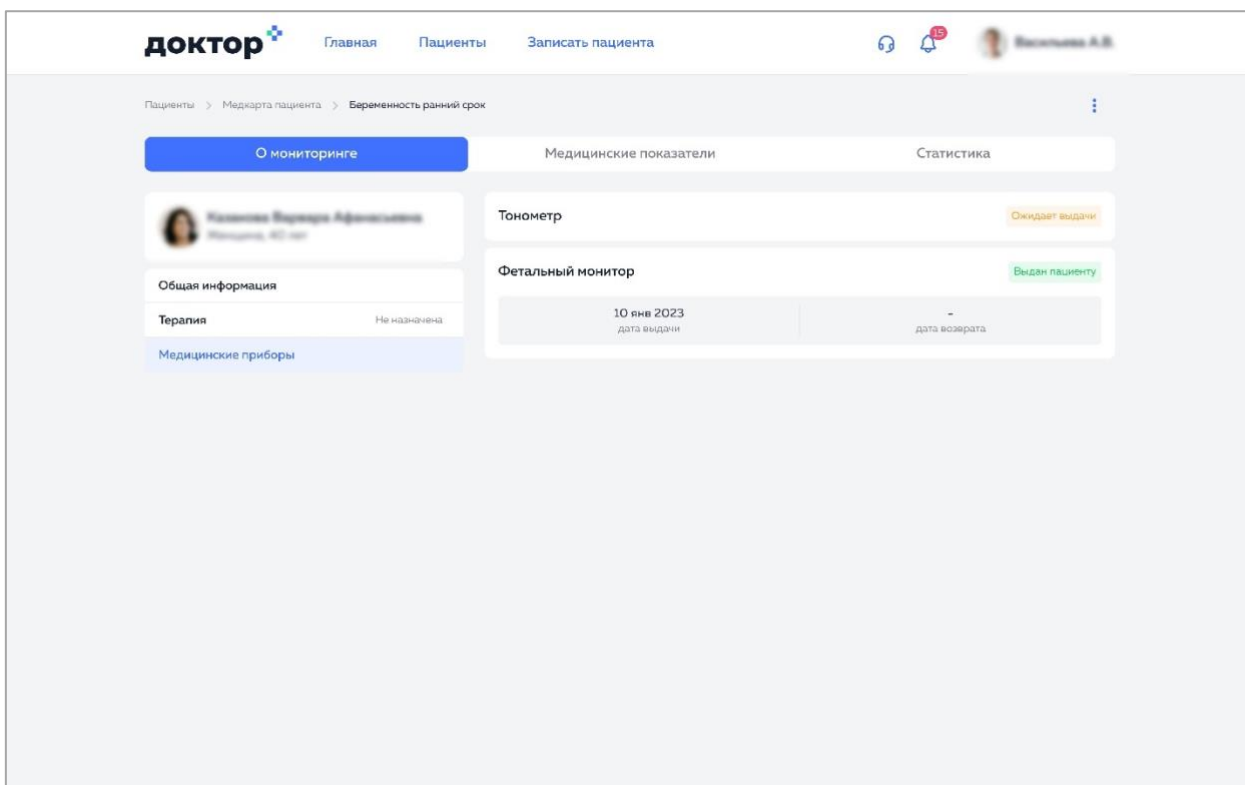 доктор Главная Пациенты Записать пациента 15
Пациенты > Медкарта пациента > Беременность ранний срок
О мониторинге Медицинские показатели Статистика
Тонометр Ожидает выдачи
Фетальный монитор Выдан пациенту
10 янв 2023 -
дата выдачи дата возврата
Общая информация
Терапия Не назначена
Медицинские приборы